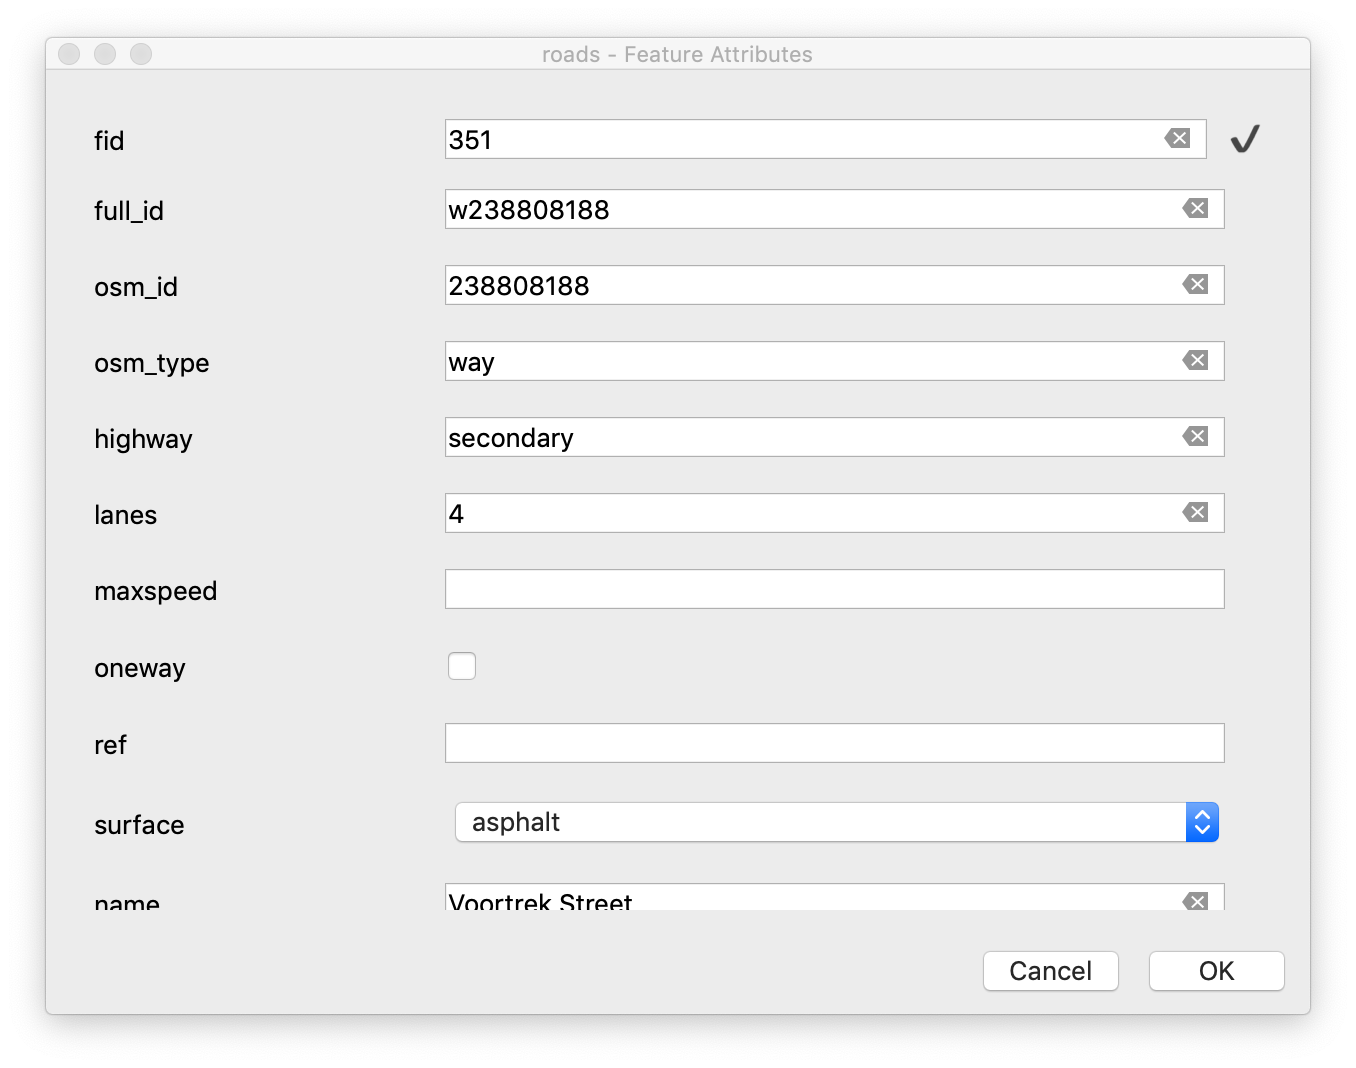 roads - Feature Attributes
fid 351
full_id w238808188
osm_id 238808188
osm_type way
highway secondary
lanes 4
maxspeed
oneway
ref
surface asphalt
name Voortrek Street
Cancel OK